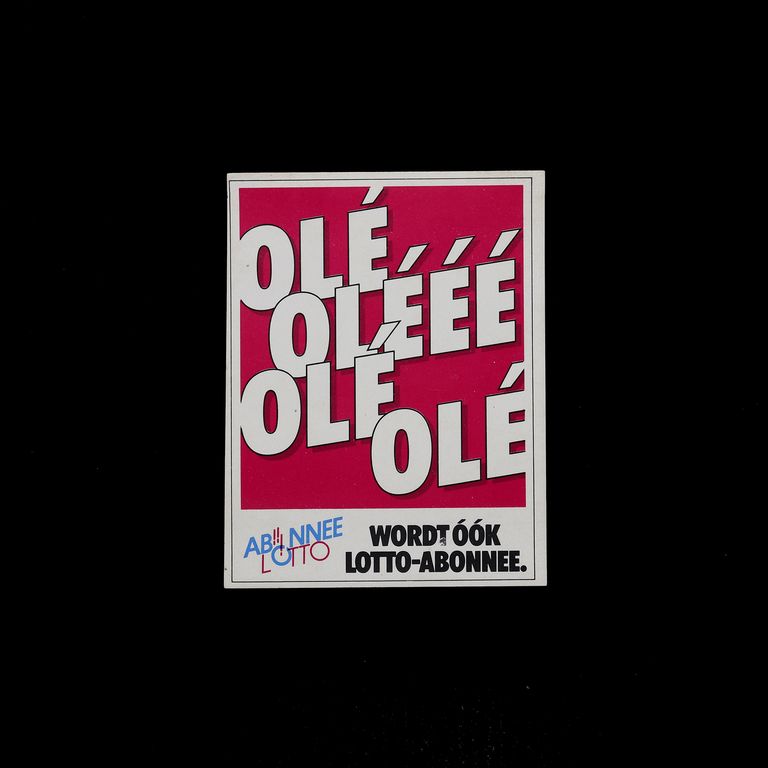 OLÉ
OLÉÉÉ
OLÉ
OLÉ
ABONNEE
LOTTO
WORDT ÓÓK
LOTTO-ABONNEE.